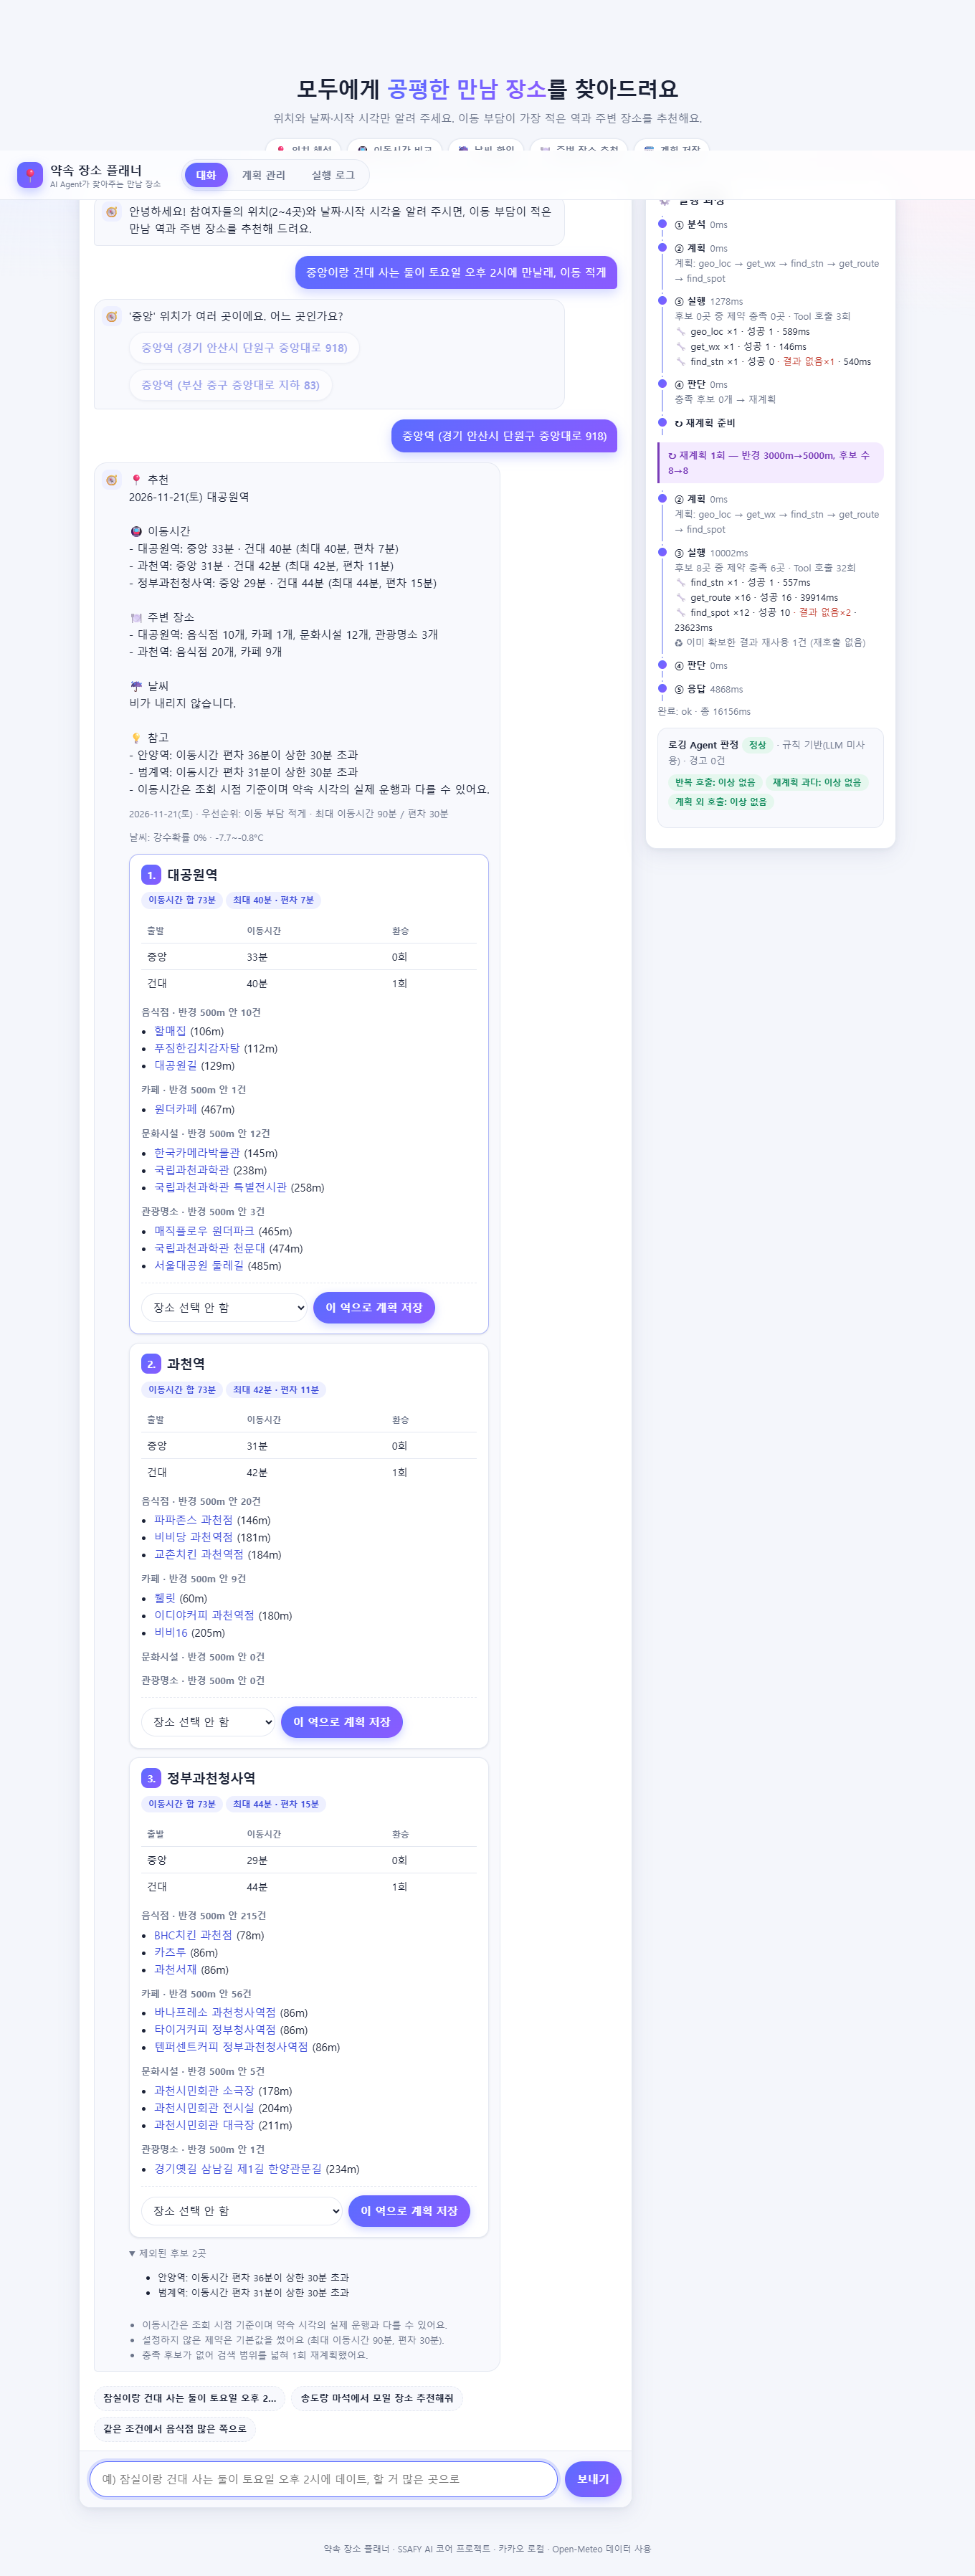 모두에게 공평한 만남 장소를 찾아드려요
위치와 날짜·시작 시각만 알려 주세요. 이동 부담이 가장 적은 역과 주변 장소를 추천해요.
약속 장소 플래너
AI Agent가 찾아주는 만남 장소
대화
계획 관리
실행 로그
안녕하세요! 참여자들의 위치(2~4곳)와 날짜·시작 시각을 알려 주시면, 이동 부담이 적은
만남 역과 주변 장소를 추천해 드려요.
중앙이랑 건대 사는 둘이 토요일 오후 2시에 만날래, 이동 적게
'중앙' 위치가 여러 곳이에요. 어느 곳인가요?
중앙역 (경기 안산시 단원구 중앙대로 918)
중앙역 (부산 중구 중앙대로 지하 83)
중앙역 (경기 안산시 단원구 중앙대로 918)
추천
2026-11-21(토) 대공원역
이동시간
- 대공원역: 중앙 33분 · 건대 40분 (최대 40분, 편차 7분)
- 과천역: 중앙 31분 · 건대 42분 (최대 42분, 편차 11분)
- 정부과천청사역: 중앙 29분 · 건대 44분 (최대 44분, 편차 15분)
주변 장소
- 대공원역: 음식점 10개, 카페 1개, 문화시설 12개, 관광명소 3개
- 과천역: 음식점 20개, 카페 9개
날씨
비가 내리지 않습니다.
참고
- 안양역: 이동시간 편차 36분이 상한 30분 초과
- 범계역: 이동시간 편차 31분이 상한 30분 초과
- 이동시간은 조회 시점 기준이며 약속 시각의 실제 운행과 다를 수 있어요.
2026-11-21(토) · 우선순위: 이동 부담 적게 · 최대 이동시간 90분 / 편차 30분
날씨: 강수확률 0% · -7.7~-0.8°C
1. 대공원역
이동시간 합 73분 최대 40분 · 편차 7분
출발 이동시간 환승
중앙 33분 0회
건대 40분 1회
음식점 · 반경 500m 안 10건
• 할매집 (106m)
• 푸짐한김치감자탕 (112m)
• 대공원길 (129m)
카페 · 반경 500m 안 1건
• 원더카페 (467m)
문화시설 · 반경 500m 안 12건
• 한국카메라박물관 (145m)
• 국립과천과학관 (238m)
• 국립과천과학관 특별전시관 (258m)
관광명소 · 반경 500m 안 3건
• 매직플로우 원더파크 (465m)
• 국립과천과학관 천문대 (474m)
• 서울대공원 둘레길 (485m)
장소 선택 안 함 이 역으로 계획 저장
2. 과천역
이동시간 합 73분 최대 42분 · 편차 11분
출발 이동시간 환승
중앙 31분 0회
건대 42분 1회
음식점 · 반경 500m 안 20건
• 파파존스 과천점 (146m)
• 비비당 과천역점 (181m)
• 교촌치킨 과천역점 (184m)
카페 · 반경 500m 안 9건
• 웰릿 (60m)
• 이디야커피 과천역점 (180m)
• 비비16 (205m)
문화시설 · 반경 500m 안 0건
관광명소 · 반경 500m 안 0건
장소 선택 안 함 이 역으로 계획 저장
3. 정부과천청사역
이동시간 합 73분 최대 44분 · 편차 15분
출발 이동시간 환승
중앙 29분 0회
건대 44분 1회
음식점 · 반경 500m 안 215건
• BHC치킨 과천점 (78m)
• 카츠루 (86m)
• 과천서재 (86m)
카페 · 반경 500m 안 56건
• 바나프레소 과천청사역점 (86m)
• 타이거커피 정부청사역점 (86m)
• 텐퍼센트커피 정부과천청사역점 (86m)
문화시설 · 반경 500m 안 5건
• 과천시민회관 소극장 (178m)
• 과천시민회관 전시실 (204m)
• 과천시민회관 대극장 (211m)
관광명소 · 반경 500m 안 1건
• 경기옛길 삼남길 제1길 한양관문길 (234m)
장소 선택 안 함 이 역으로 계획 저장
▼ 제외된 후보 2곳
• 안양역: 이동시간 편차 36분이 상한 30분 초과
• 범계역: 이동시간 편차 31분이 상한 30분 초과
• 이동시간은 조회 시점 기준이며 약속 시각의 실제 운행과 다를 수 있어요.
• 설정하지 않은 제약은 기본값을 썼어요 (최대 이동시간 90분, 편차 30분).
• 충족 후보가 없어 검색 범위를 넓혀 1회 재계획했어요.
잠실이랑 건대 사는 둘이 토요일 오후 2... 송도랑 마석에서 모일 장소 추천해줘
같은 조건에서 음식점 많은 쪽으로
예) 잠실이랑 건대 사는 둘이 토요일 오후 2시에 데이트, 할 거 많은 곳으로
보내기
① 분석 0ms
② 계획 0ms
계획: geo_loc → get_wx → find_stn → get_route
→ find_spot
③ 실행 1278ms
후보 0곳 중 제약 충족 0곳 · Tool 호출 3회
geo_loc ×1 · 성공 1 · 589ms
get_wx ×1 · 성공 1 · 146ms
find_stn ×1 · 성공 0 · 결과 없음×1 · 540ms
④ 판단 0ms
충족 후보 0개 → 재계획
↻ 재계획 준비
↻ 재계획 1회 — 반경 3000m→5000m, 후보 수
8→8
② 계획 0ms
계획: geo_loc → get_wx → find_stn → get_route
→ find_spot
③ 실행 10002ms
후보 8곳 중 제약 충족 6곳 · Tool 호출 32회
find_stn ×1 · 성공 1 · 557ms
get_route ×16 · 성공 16 · 39914ms
find_spot ×12 · 성공 10 · 결과 없음×2 ·
23623ms
♻ 이미 확보한 결과 재사용 1건 (재호출 없음)
④ 판단 0ms
⑤ 응답 4868ms
완료: ok · 총 16156ms
로깅 Agent 판정 정상 · 규칙 기반(LLM 미사
용) · 경고 0건
반복 호출: 이상 없음 재계획 과다: 이상 없음
계획 외 호출: 이상 없음
약속 장소 플래너 · SSAFY AI 코어 프로젝트 · 카카오 로컬 · Open-Meteo 데이터 사용